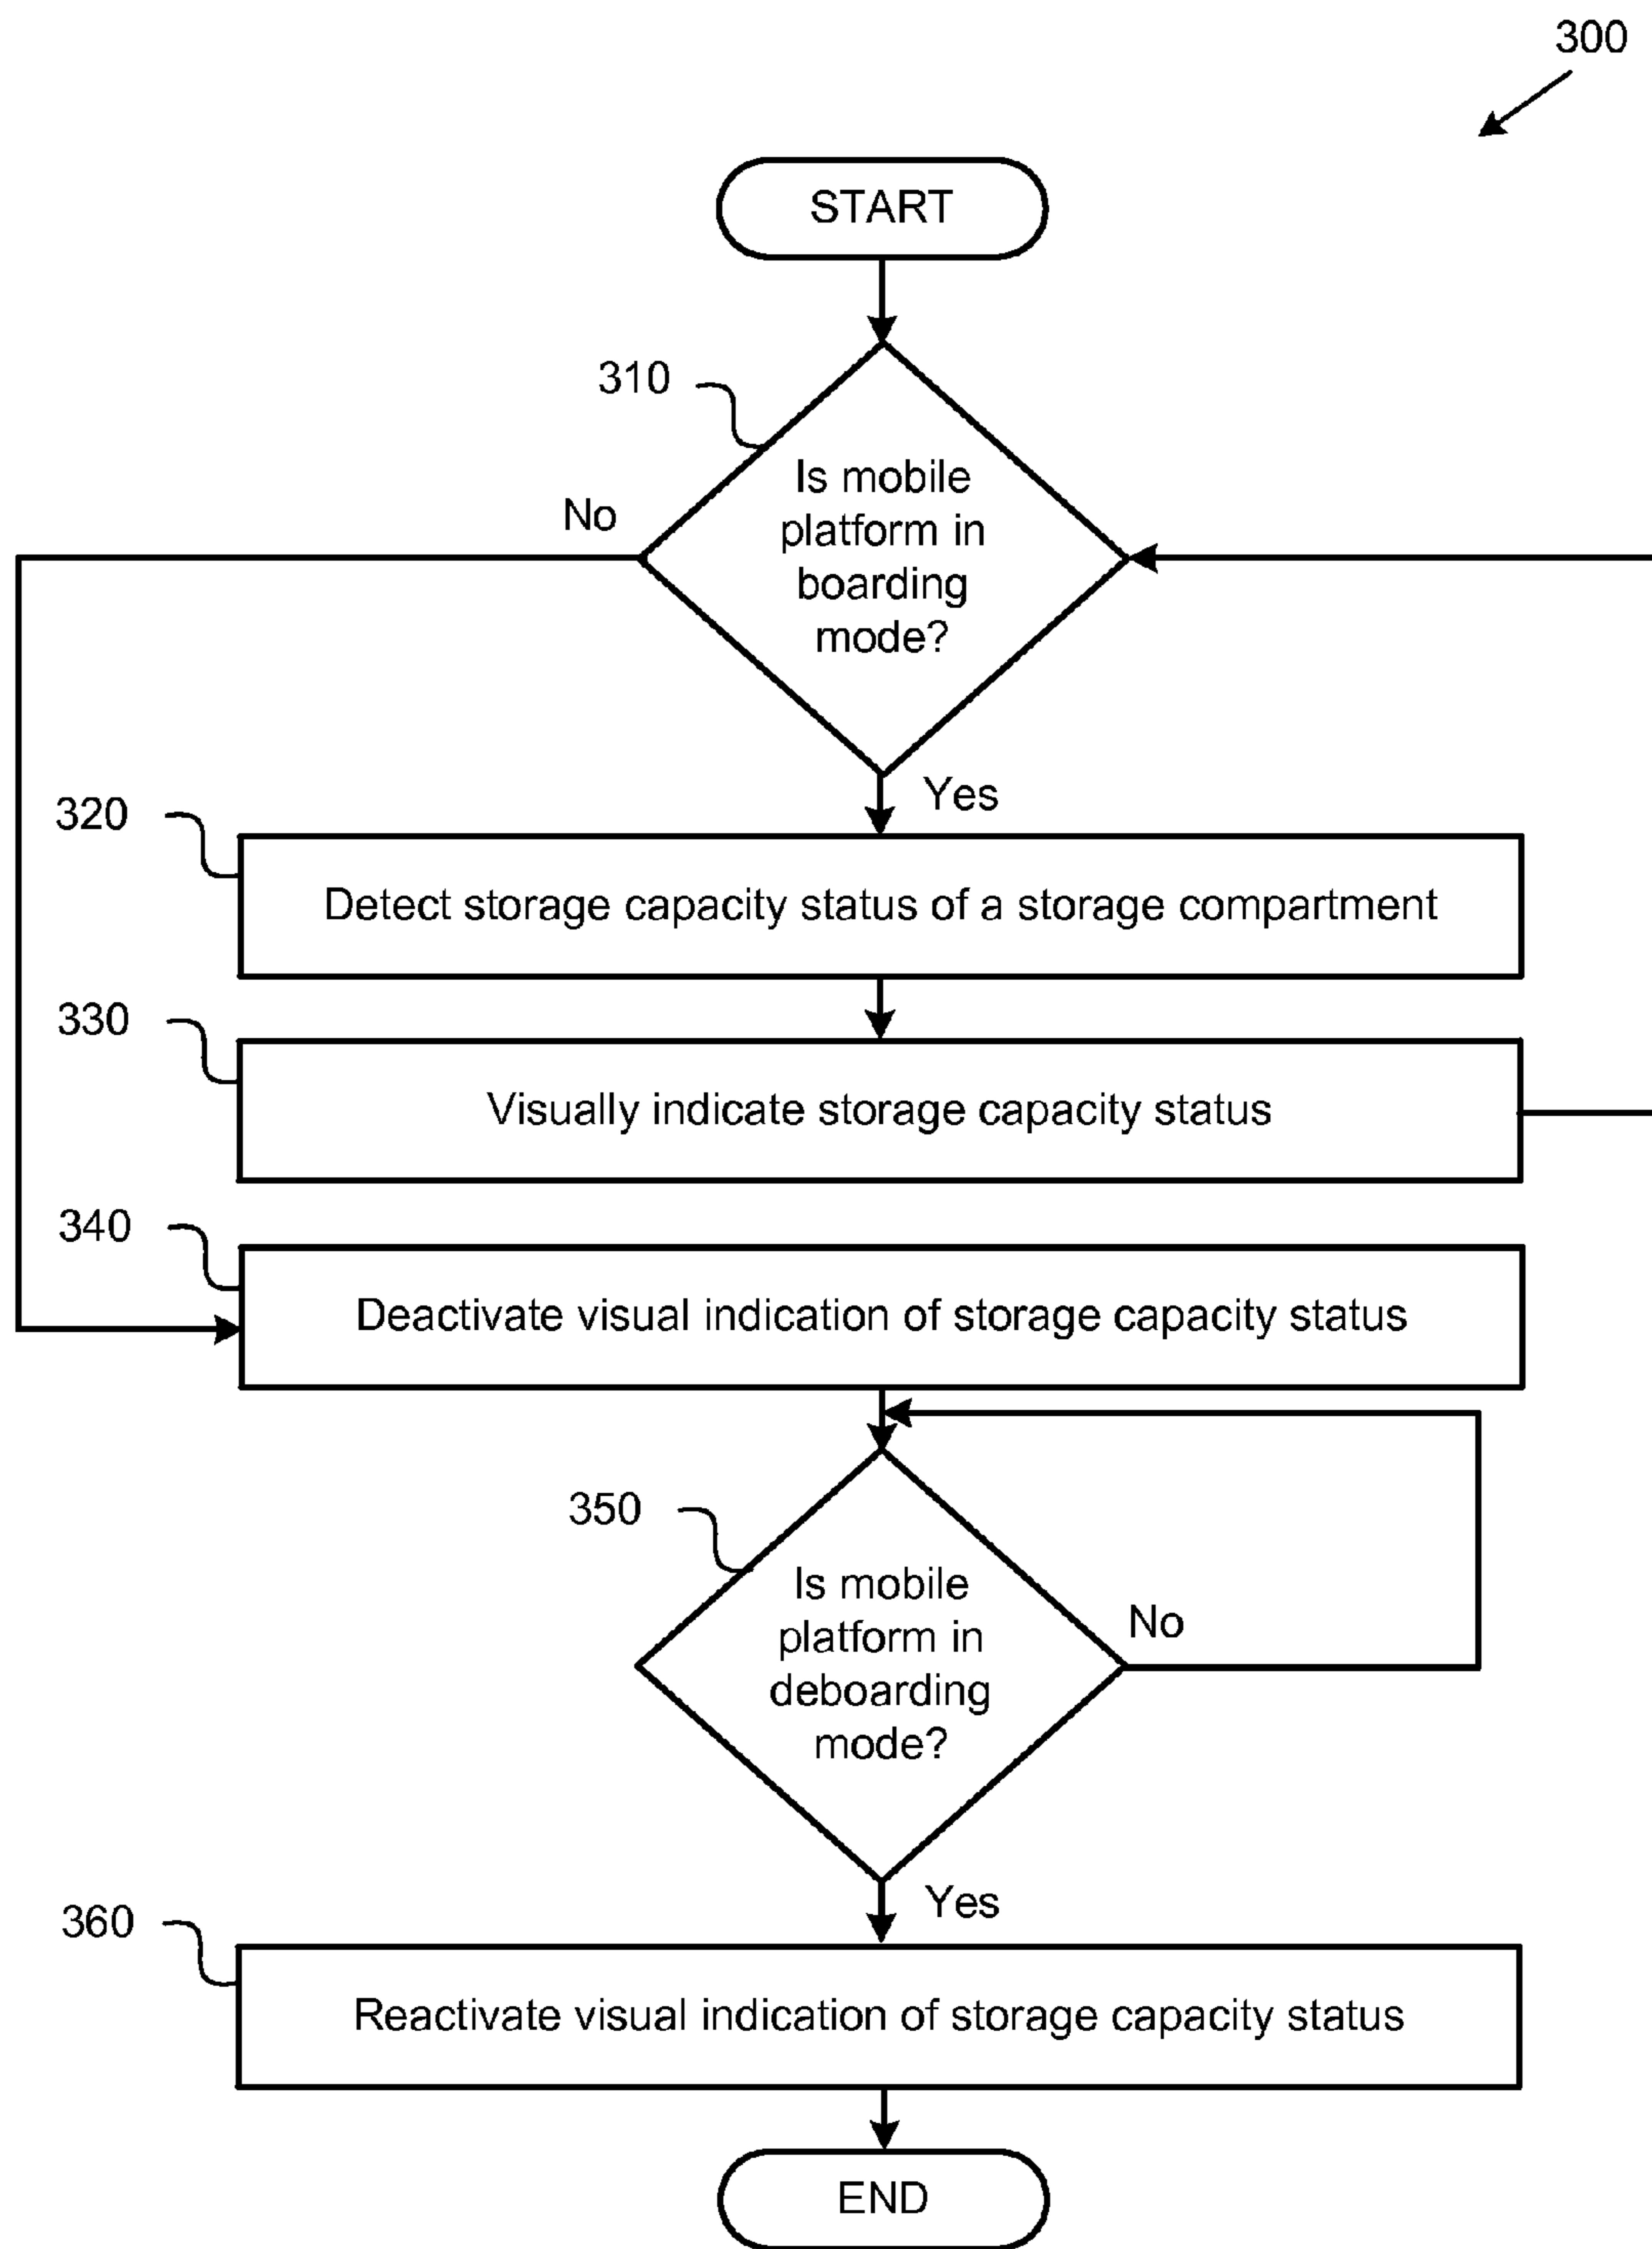 300
START
310
Is mobile
platform in
boarding
mode?
No
Yes
320
Detect storage capacity status of a storage compartment
330
Visually indicate storage capacity status
340
Deactivate visual indication of storage capacity status
350
Is mobile
platform in
deboarding
mode?
No
Yes
360
Reactivate visual indication of storage capacity status
END